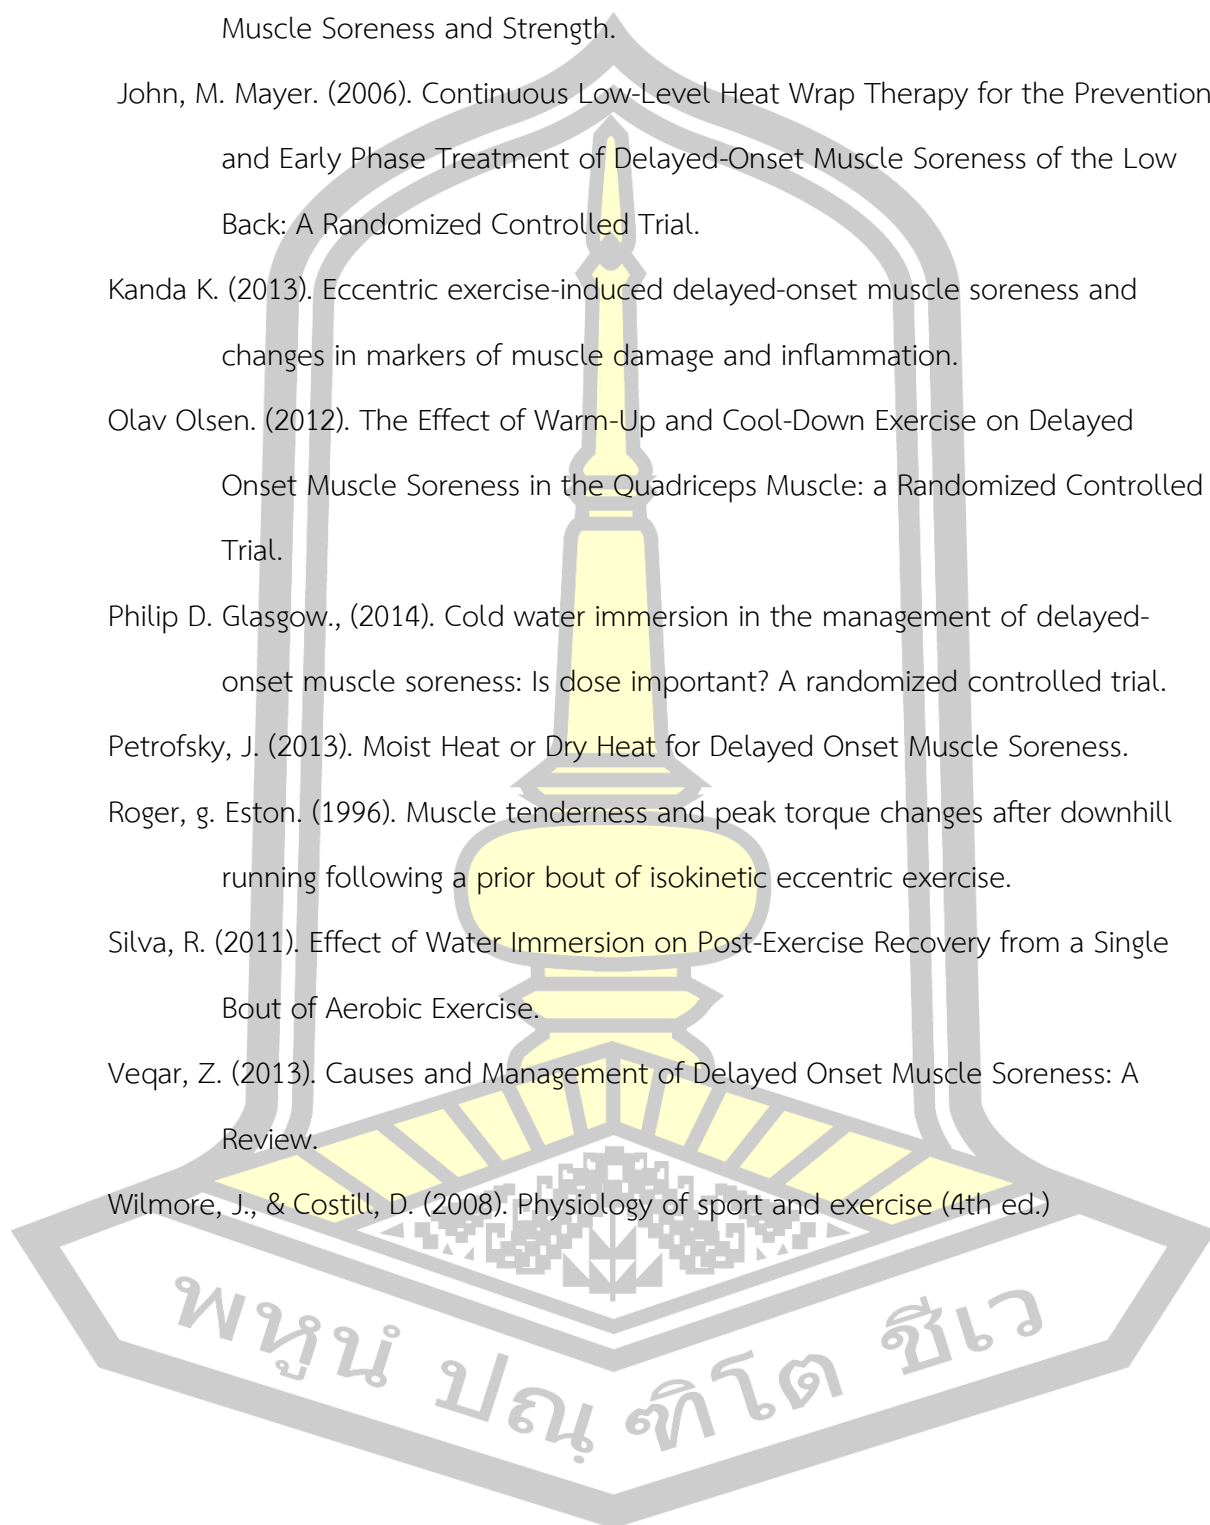 Muscle Soreness and Strength.
John, M. Mayer. (2006). Continuous Low-Level Heat Wrap Therapy for the Prevention
and Early Phase Treatment of Delayed-Onset Muscle Soreness of the Low
Back: A Randomized Controlled Trial.
Kanda K. (2013). Eccentric exercise-induced delayed-onset muscle soreness and
changes in markers of muscle damage and inflammation.
Olav Olsen. (2012). The Effect of Warm-Up and Cool-Down Exercise on Delayed
Onset Muscle Soreness in the Quadriceps Muscle: a Randomized Controlled
Trial.
Philip D. Glasgow., (2014). Cold water immersion in the management of delayed-
onset muscle soreness: Is dose important? A randomized controlled trial.
Petrofsky, J. (2013). Moist Heat or Dry Heat for Delayed Onset Muscle Soreness.
Roger, g. Eston. (1996). Muscle tenderness and peak torque changes after downhill
running following a prior bout of isokinetic eccentric exercise.
Silva, R. (2011). Effect of Water Immersion on Post-Exercise Recovery from a Single
Bout of Aerobic Exercise.
Veqar, Z. (2013). Causes and Management of Delayed Onset Muscle Soreness: A
Review.
Wilmore, J., & Costill, D. (2008). Physiology of sport and exercise (4th ed.)
พหูนํ ปณฺฑิโต ชีเว